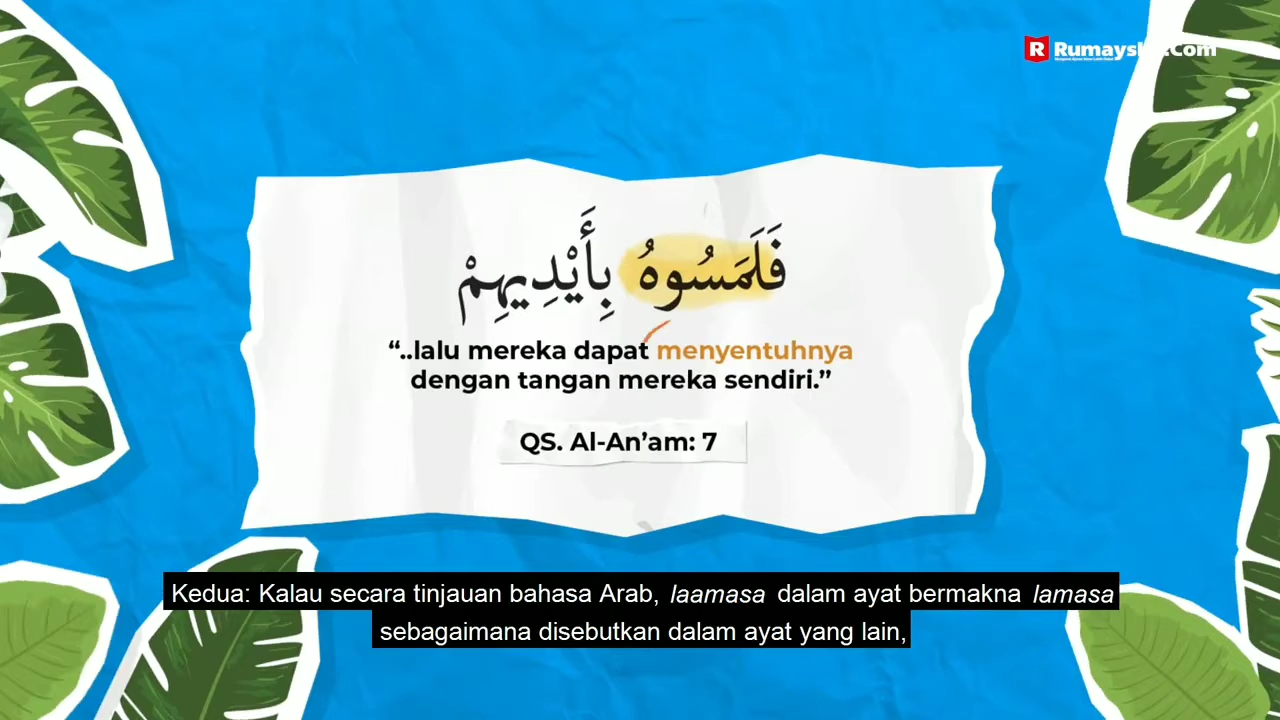 فَلَمَسُوهُ بِأَيْدِيهِمْ
“..lalu mereka dapat menyentuhnya
dengan tangan mereka sendiri.”
QS. Al-An’am: 7
Kedua: Kalau secara tinjauan bahasa Arab, laamasa dalam ayat bermakna lamasa
sebagaimana disebutkan dalam ayat yang lain,